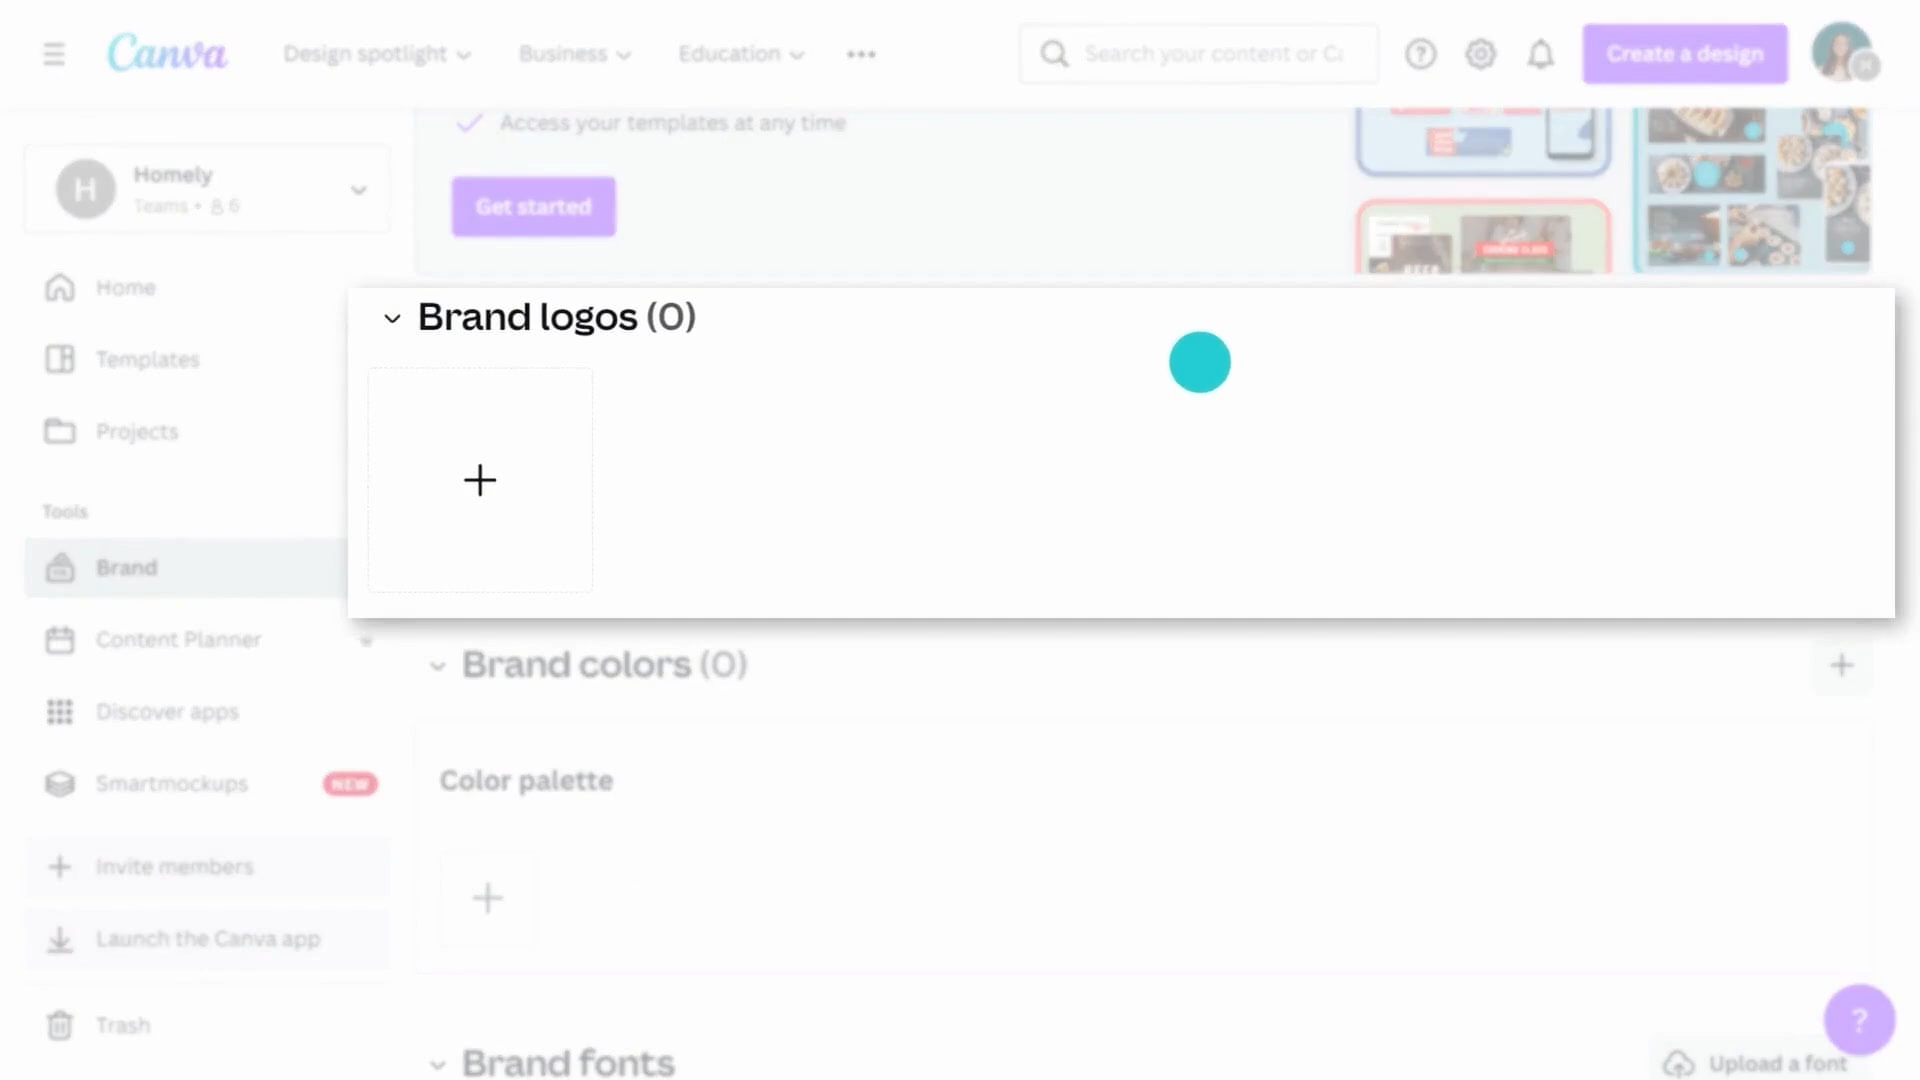 Canva
Design spotlight
Business
Education
Search your content or Ca
Create a design
Access your templates at any time
H
Homely
Teams • 6
Get started
Home
Brand logos (0)
Templates
Projects
Tools
Brand
Content Planner
Brand colors (0)
Discover apps
Smartmockups
NEW
Color palette
Invite members
Launch the Canva app
Trash
?
Brand fonts
Upload a font